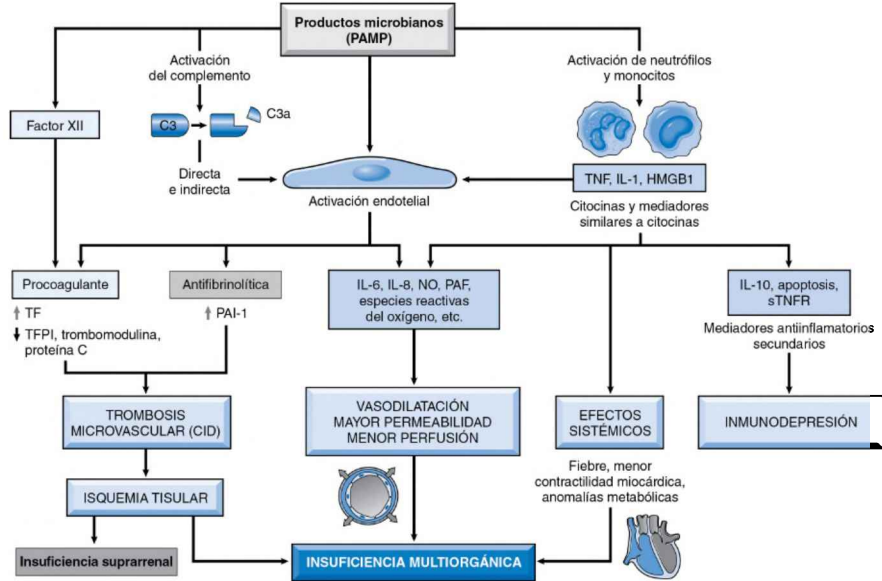 Productos microbianos
(PAMP)
Activación
del complemento
Activación de neutrófilos
y monocitos
Factor XII
C3
C3a
Directa
e indirecta
Activación endotelial
TNF, IL-1, HMGB1
Citocinas y mediadores
similares a citocinas
Procoagulante
Antifibrinolítica
IL-6, IL-8, NO, PAF,
especies reactivas
del oxígeno, etc.
IL-10, apoptosis,
sTNFR
↑ TF
↓ TFPI, trombomodulina,
proteína C
↑ PAI-1
Mediadores antiinflamatorios
secundarios
TROMBOSIS
MICROVASCULAR (CID)
VASODILATACIÓN
MAYOR PERMEABILIDAD
MENOR PERFUSIÓN
EFECTOS
SISTÉMICOS
INMUNODEPRESIÓN
Fiebre, menor
contractilidad miocárdica,
anomalías metabólicas
ISQUEMIA TISULAR
Insuficiencia suprarrenal
INSUFICIENCIA MULTIORGÁNICA